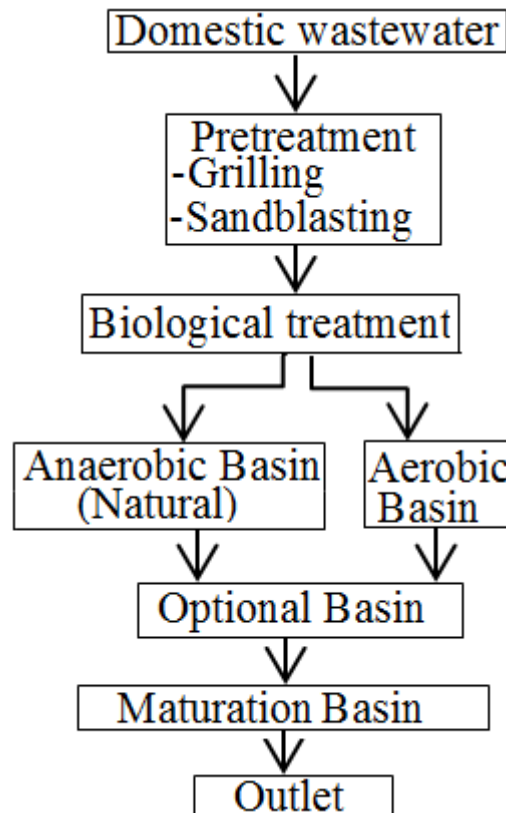 Domestic wastewater
Pretreatment
-Grilling
-Sandblasting
Biological treatment
Anaerobic Basin
(Natural)
Aerobic
Basin
Optional Basin
Maturation Basin
Outlet